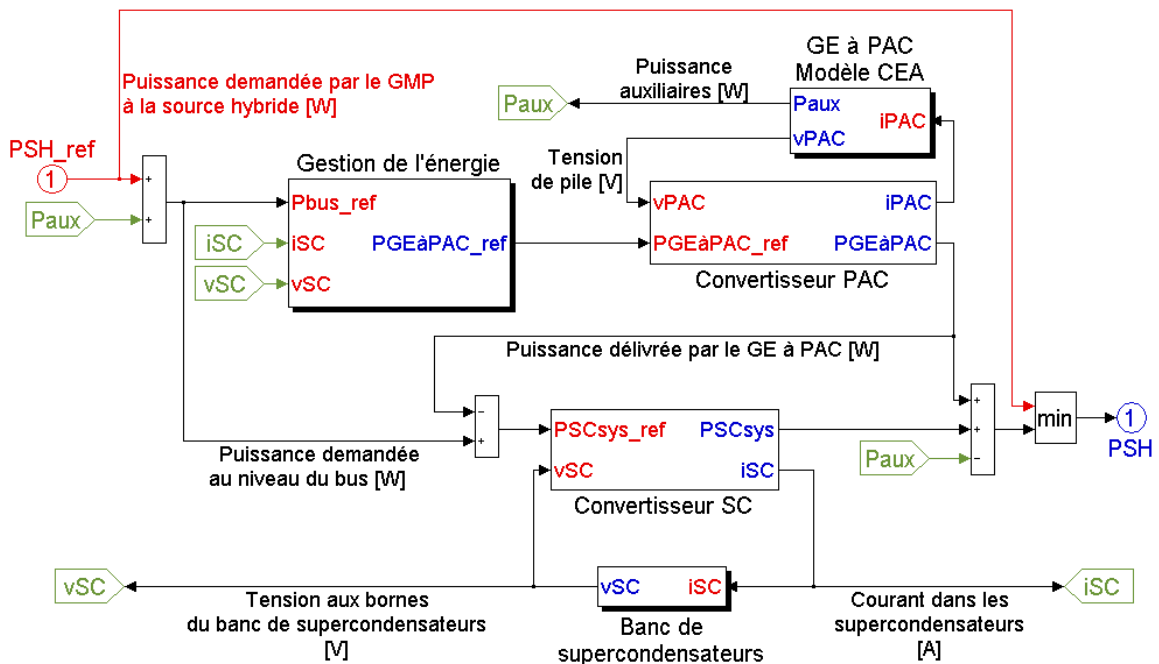 GE à PAC
Modèle CEA
Puissance demandée par le GMP
à la source hybride [W]
Puissance
auxiliaires [W]
Paux
Paux
iPAC
vPAC
PSH_ref
1
+
+
Paux
Gestion de l'énergie
Pbus_ref
iSC
iSC
PGEàPAC_ref
vSC
vSC
Tension
de pile [V]
vPAC
iPAC
PGEàPAC_ref
PGEàPAC
Convertisseur PAC
Puissance délivrée par le GE à PAC [W]
−
+
PSCsys_ref
PSCsys
vSC
iSC
Convertisseur SC
Puissance demandée
au niveau du bus [W]
+
+
−
Paux
min
1
PSH
vSC
Tension aux bornes
du banc de supercondensateurs
[V]
vSC
iSC
Banc de
supercondensateurs
Courant dans les
supercondensateurs
[A]
iSC